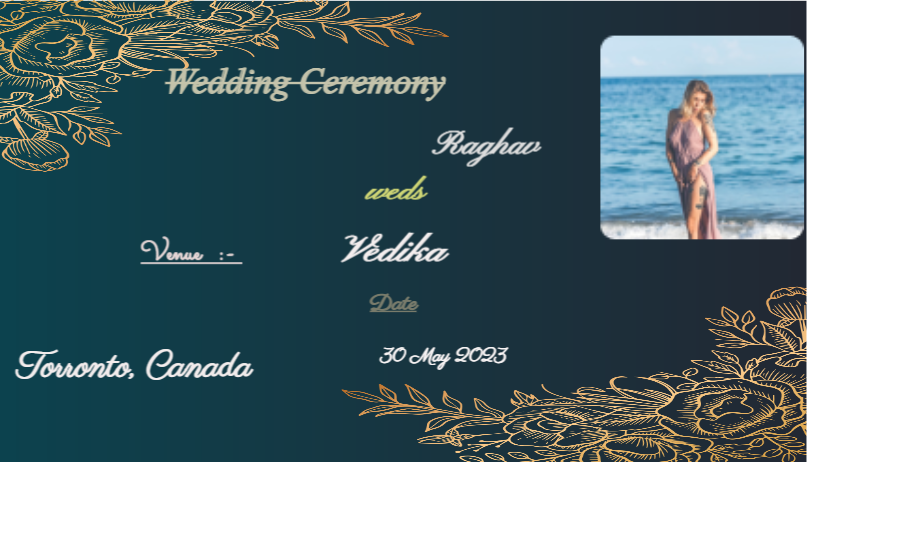 Wedding Ceremony
Raghav
weds
Vedika
Venue :-
Date
30 May 2023
Torronto, Canada